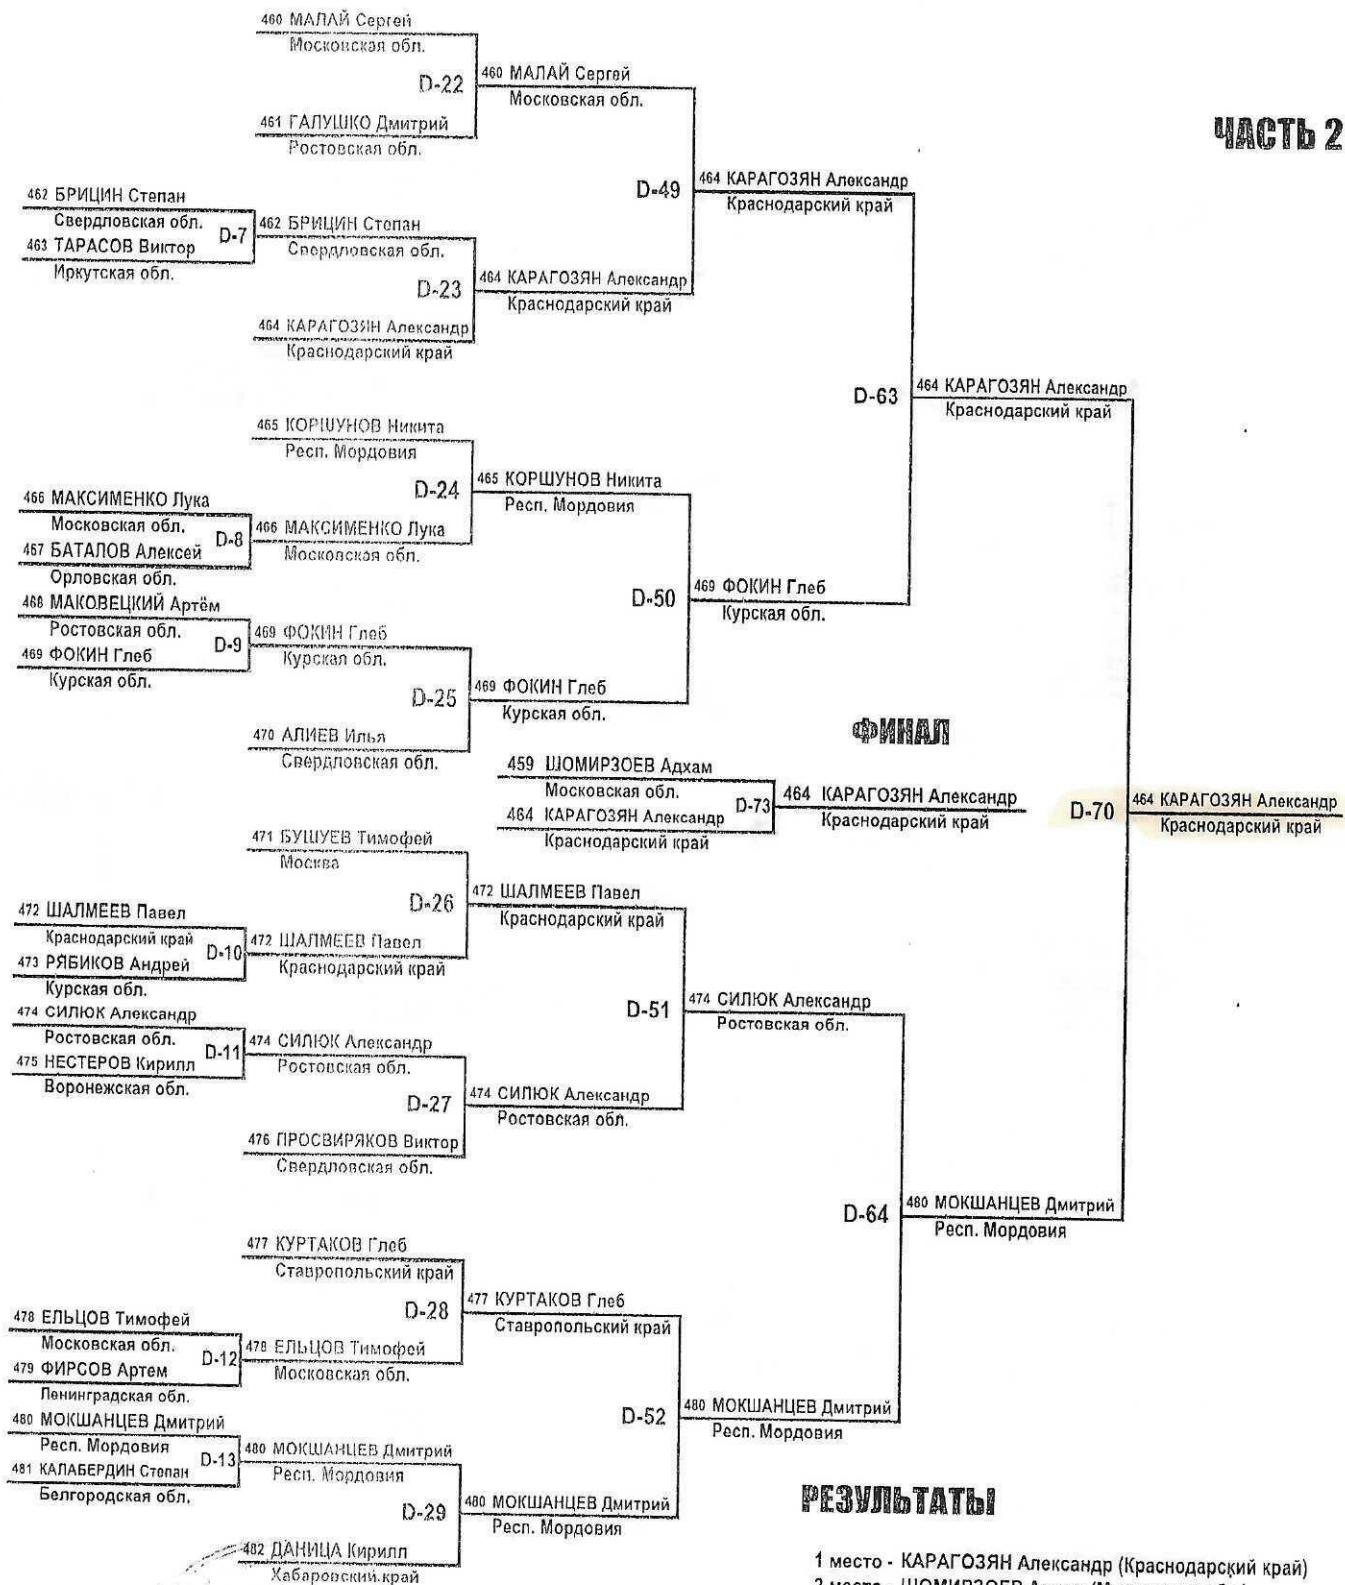 ЧАСТЬ 2
460 МАЛАЙ Сергей
Московская обл.
D-22
461 ГАЛУШКО Дмитрий
Ростовская обл.
460 МАЛАЙ Сергей
Московская обл.
462 БРИЦИН Степан
Свердловская обл.
D-7
463 ТАРАСОВ Виктор
Иркутская обл.
462 БРИЦИН Степан
Свердловская обл.
D-23
464 КАРАГОЗЯН Александр
Краснодарский край
464 КАРАГОЗЯН Александр
Краснодарский край
D-49
464 КАРАГОЗЯН Александр
Краснодарский край
465 КОРШУНОВ Никита
Респ. Мордовия
D-24
466 МАКСИМЕНКО Лука
Московская обл.
D-8
467 БАТАЛОВ Алексей
Орловская обл.
466 МАКСИМЕНКО Лука
Московская обл.
465 КОРШУНОВ Никита
Респ. Мордовия
468 МАКОВЕЦКИЙ Артём
Ростовская обл.
D-9
469 ФОКИН Глеб
Курская обл.
469 ФОКИН Глеб
Курская обл.
D-25
470 АЛИЕВ Илья
Свердловская обл.
469 ФОКИН Глеб
Курская обл.
D-50
469 ФОКИН Глеб
Курская обл.
D-63
464 КАРАГОЗЯН Александр
Краснодарский край
ФИНАЛ
459 ШОМИРЗОЕВ Адхам
Московская обл.
D-73
464 КАРАГОЗЯН Александр
Краснодарский край
464 КАРАГОЗЯН Александр
Краснодарский край
D-70
464 КАРАГОЗЯН Александр
Краснодарский край
471 БУШУЕВ Тимофей
Москва
D-26
472 ШАЛМЕЕВ Павел
Краснодарский край
D-10
473 РЯБИКОВ Андрей
Курская обл.
472 ШАЛМЕЕВ Павел
Краснодарский край
472 ШАЛМЕЕВ Павел
Краснодарский край
474 СИЛЮК Александр
Ростовская обл.
D-11
475 НЕСТЕРОВ Кирилл
Воронежская обл.
474 СИЛЮК Александр
Ростовская обл.
D-27
476 ПРОСВИРЯКОВ Виктор
Свердловская обл.
474 СИЛЮК Александр
Ростовская обл.
D-51
474 СИЛЮК Александр
Ростовская обл.
D-64
480 МОКШАНЦЕВ Дмитрий
Респ. Мордовия
477 КУРТАКОВ Глеб
Ставропольский край
D-28
478 ЕЛЬЦОВ Тимофей
Московская обл.
D-12
479 ФИРСОВ Артем
Ленинградская обл.
478 ЕЛЬЦОВ Тимофей
Московская обл.
477 КУРТАКОВ Глеб
Ставропольский край
D-52
480 МОКШАНЦЕВ Дмитрий
Респ. Мордовия
480 МОКШАНЦЕВ Дмитрий
Респ. Мордовия
D-13
481 КАЛАБЕРДИН Степан
Белгородская обл.
480 МОКШАНЦЕВ Дмитрий
Респ. Мордовия
D-29
482 ДАНИЦА Кирилл
Хабаровский край
480 МОКШАНЦЕВ Дмитрий
Респ. Мордовия
РЕЗУЛЬТАТЫ
1 место - КАРАГОЗЯН Александр (Краснодарский край)
2 место - ШОМИРЗОЕВ